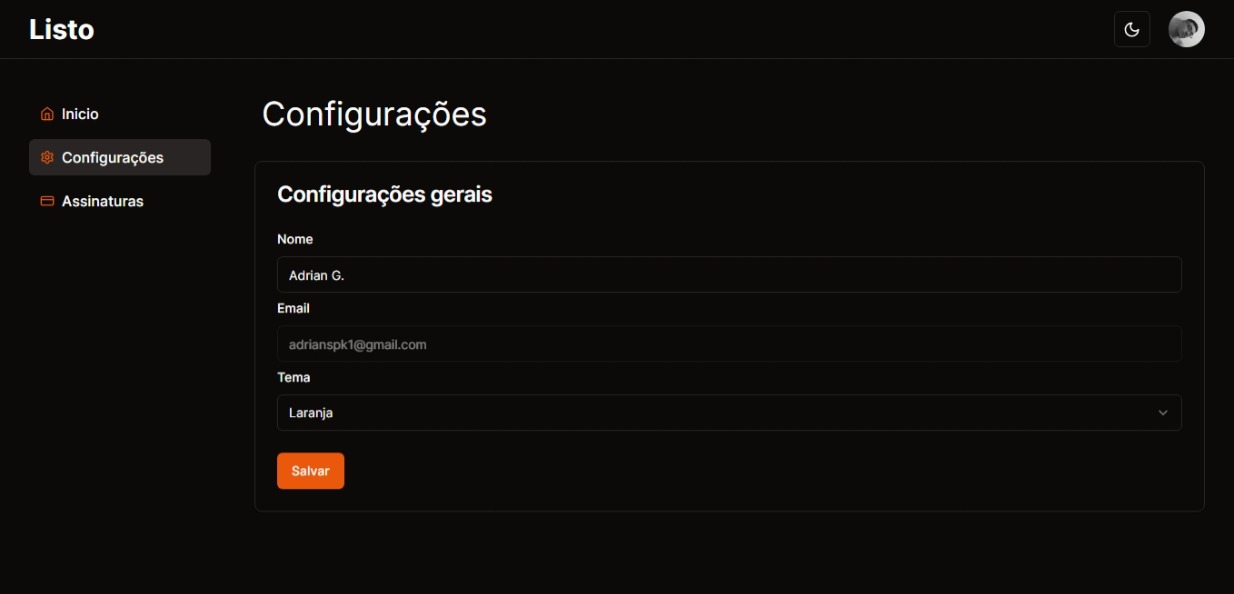 Listo
Inicio
Configurações
Assinaturas
Configurações
Configurações gerais
Nome
Adrian G.
Email
adrianspk1@gmail.com
Tema
Laranja
Salvar